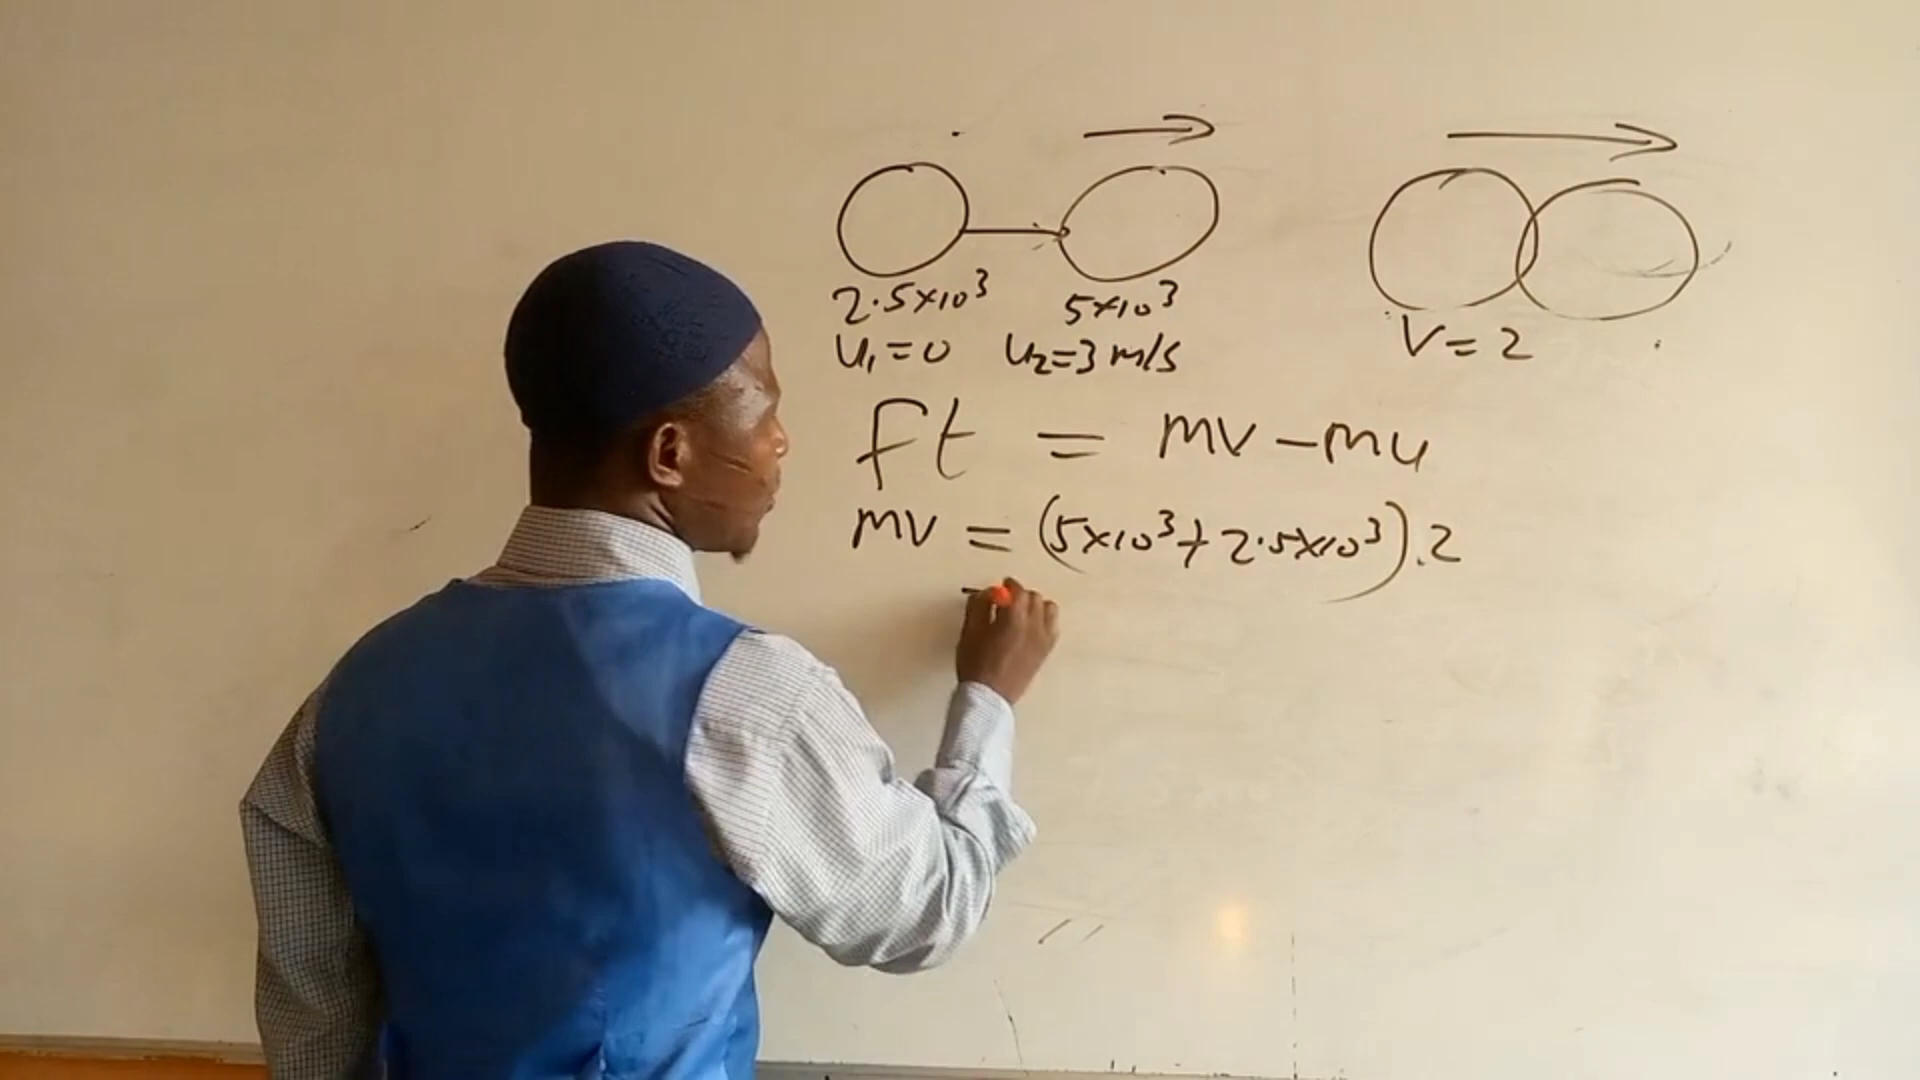 2.5×10³ 5×10³
u₁=0 u₂=3 m/s
V=2
ft = mv-mu
mv = (5×10³+2.5×10³).2